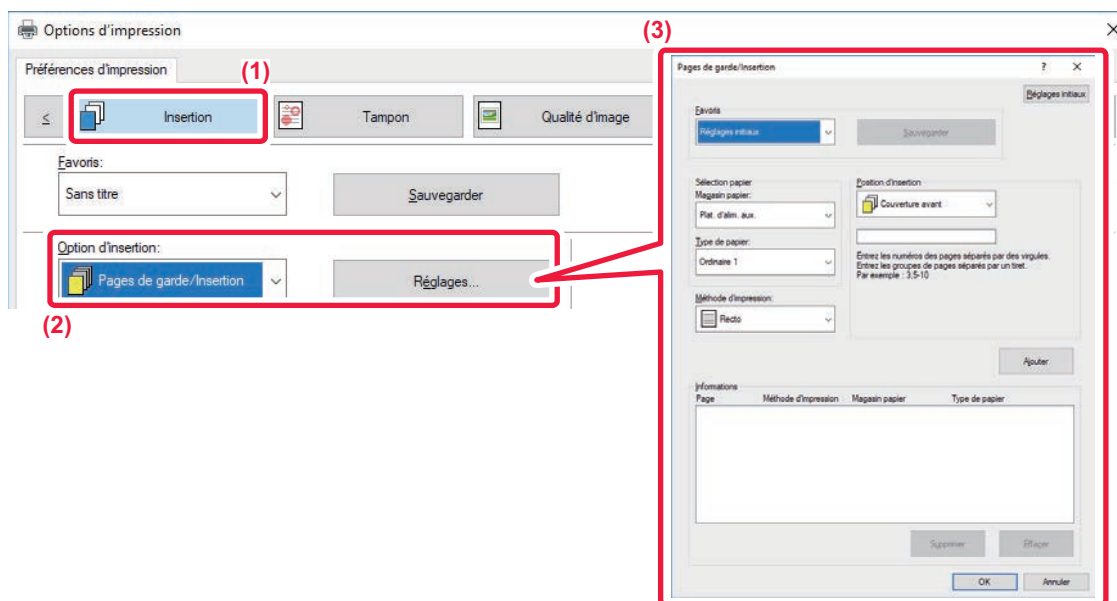 Options d'impression
Préférences d'impression
(1)
≤
Insertion
Tampon
Qualité d'image
Favoris:
Sans titre
Sauvegarder
Option d'insertion:
Pages de garde/Insertion
Réglages...
(2)
(3)
Pages de garde/Insertion
?
Réglages initiaux
Favoris
Réglages initiaux
Sauvegarder
Sélection papier
Magasin papier:
Plat. d'alim. aux.
Type de papier:
Ordinaire 1
Méthode d'impression:
Recto
Position d'insertion
Couverture avant
Entrez les numéros des pages séparés par des virgules.
Entrez les groupes de pages séparés par un tiret.
Par exemple : 3,5-10
Ajouter
Informations
Page Méthode d'impression Magasin papier Type de papier
Supprimer Effaçer
OK Annuler